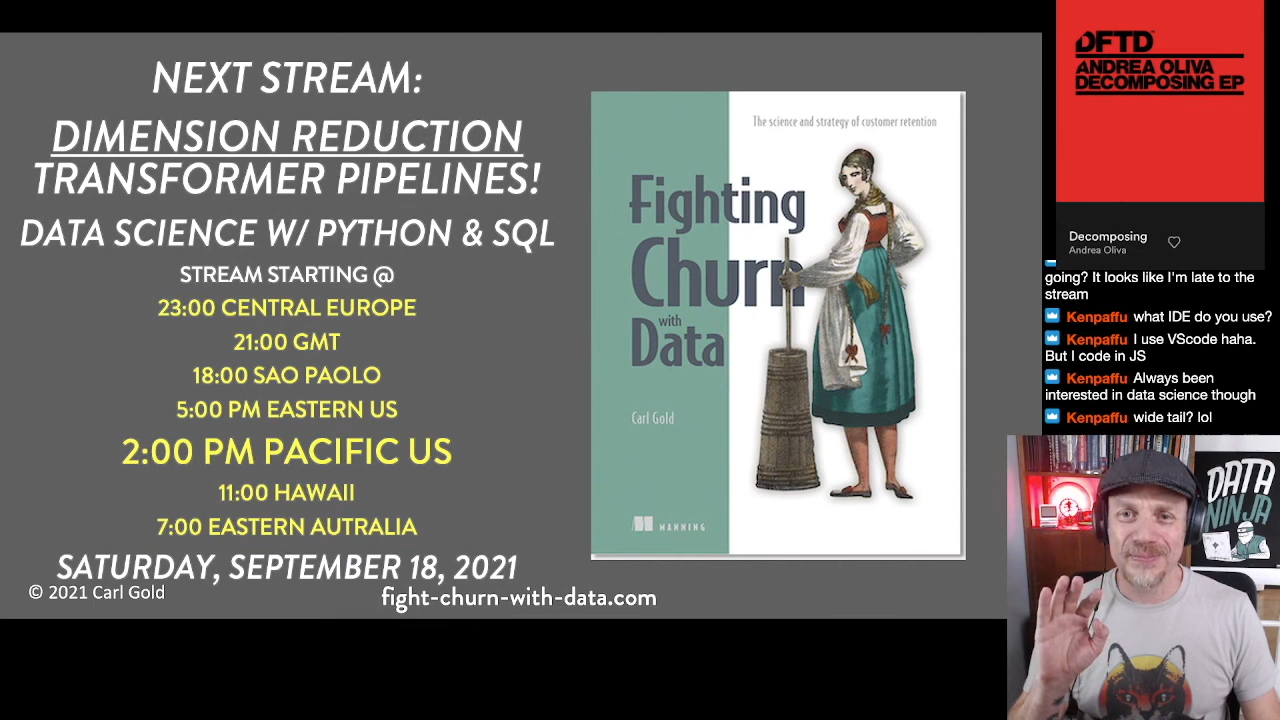 NEXT STREAM:
DIMENSION REDUCTION
TRANSFORMER PIPELINES!
DATA SCIENCE W/ PYTHON & SQL
STREAM STARTING @
23:00 CENTRAL EUROPE
21:00 GMT
18:00 SAO PAOLO
5:00 PM EASTERN US
2:00 PM PACIFIC US
11:00 HAWAII
7:00 EASTERN AUTRALIA
SATURDAY, SEPTEMBER 18, 2021
© 2021 Carl Gold
fight-churn-with-data.com
The science and strategy of customer retention
Fighting
Churn
with
Data
Carl Gold
MANNING
DFTD
ANDREA OLIVA
DECOMPOSING EP
Decomposing
Andrea Oliva
going? It looks like I'm late to the
stream
Kenpaffu what IDE do you use?
Kenpaffu I use VScode haha.
But I code in JS
Kenpaffu Always been
interested in data science though
Kenpaffu wide tail? lol
DATA
NINJA